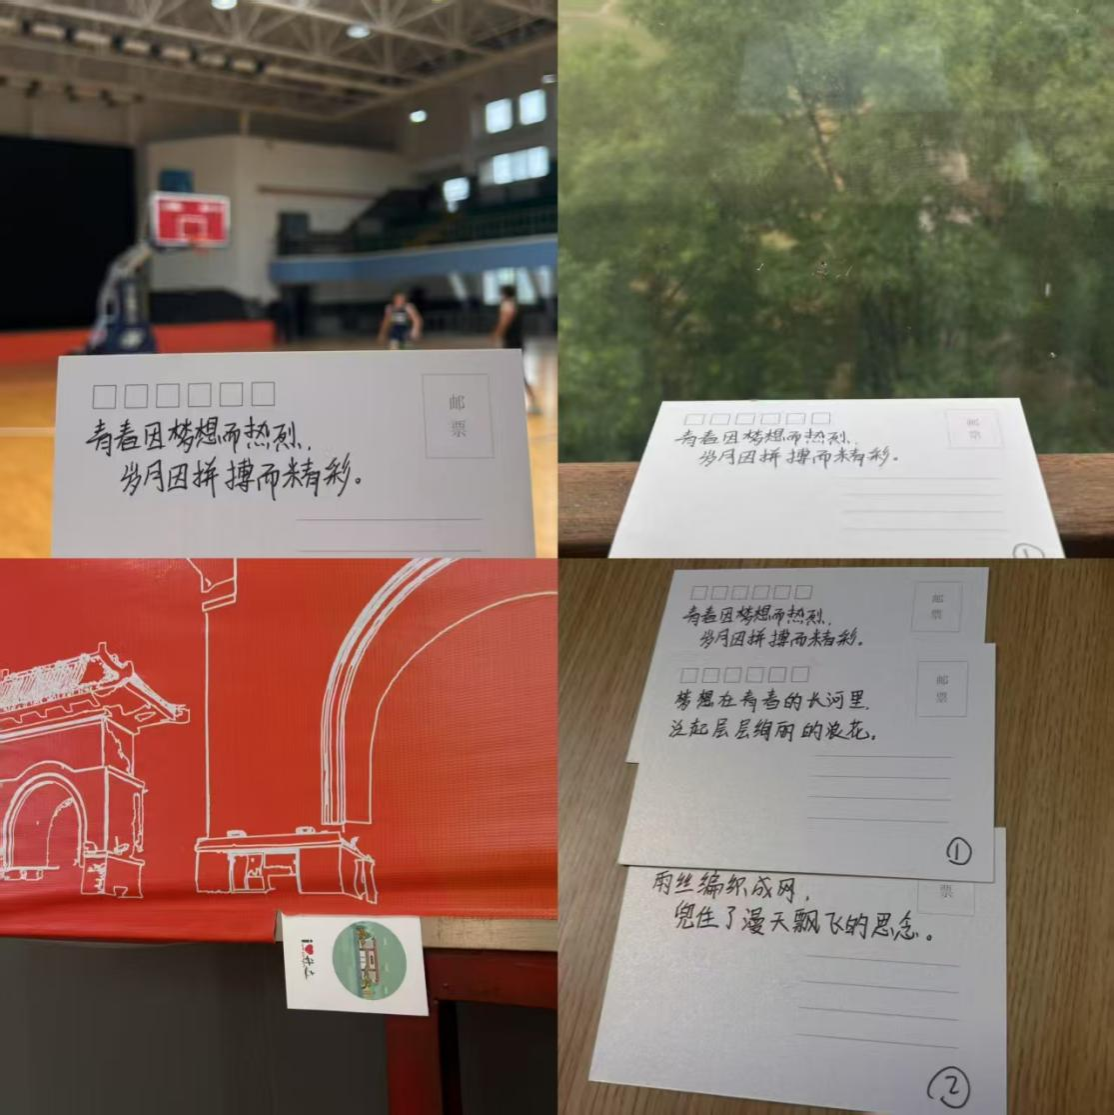 邮
票
青春因梦想而热烈，
岁月因拼搏而精彩。
邮
票
青春因梦想而热烈，
岁月因拼搏而精彩。
i❤
邮
票
青春因梦想而热烈，
岁月因拼搏而精彩。
邮
票
梦想在青春的长河里，
泛起层层绚丽的浪花。
①
票
雨丝编织成网，
兜住了漫天飘飞的思念。
②